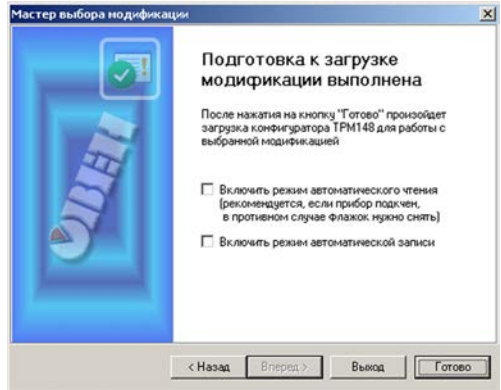 Мастер выбора модификации
Подготовка к загрузке
модификации выполнена
После нажатия на кнопку "Готово" произойдет
загрузка конфигуратора ТРМ148 для работы с
выбранной модификацией
Включить режим автоматического чтения
(рекомендуется, если прибор подкчен,
в противном случае флажок нужно снять)
Включить режим автоматической записи
ОВЕН
< Назад
Вперед >
Выход
Готово